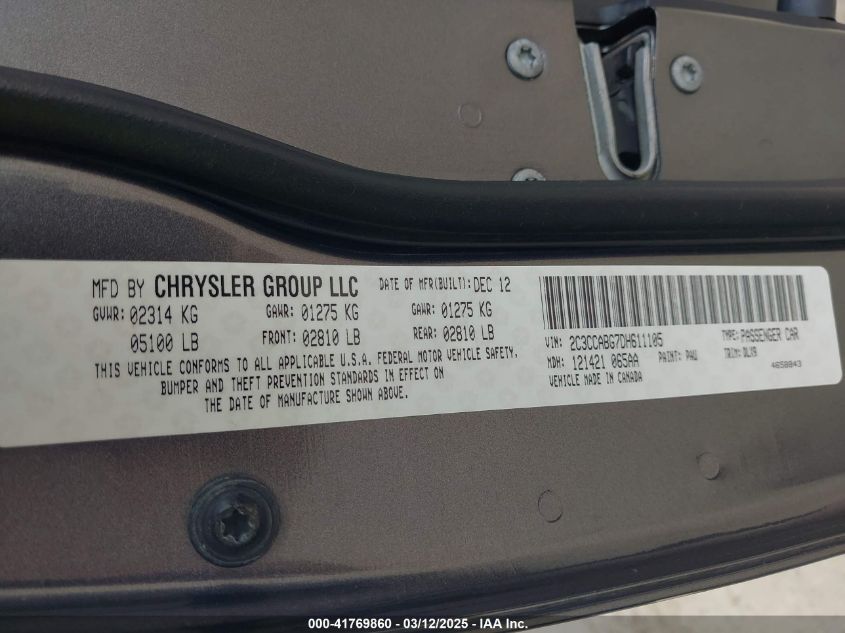 MFD BY CHRYSLER GROUP LLC DATE OF MFR(BUILT): DEC 12
GVWR: 02314 KG GAWR: 01275 KG GAWR: 01275 KG
05100 LB FRONT: 02810 LB REAR: 02810 LB
THIS VEHICLE CONFORMS TO ALL APPLICABLE U.S.A. FEDERAL MOTOR VEHICLE SAFETY,
BUMPER AND THEFT PREVENTION STANDARDS IN EFFECT ON
THE DATE OF MANUFACTURE SHOWN ABOVE.
VIN: 2C3CCABG7DH611105 TYPE: PASSENGER CAR
MDH: 121421 065AA PAINT: PAU TRIM: DLX9
VEHICLE MADE IN CANADA 4658043
000-41769860 - 03/12/2025 - IAA Inc.